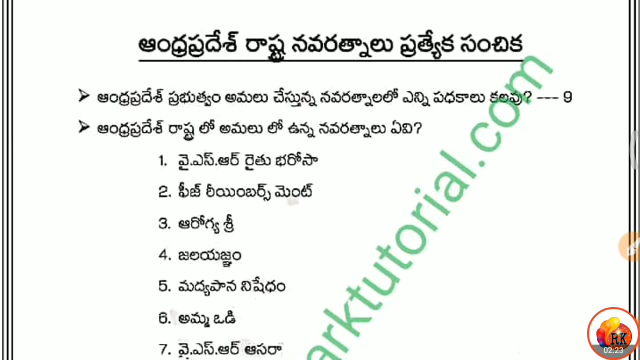 ఆంధ్రప్రదేశ్ రాష్ట్ర నవరత్నాలు ప్రత్యేక సంచిక
➤ ఆంధ్రప్రదేశ్ ప్రభుత్వం అమలు చేస్తున్న నవరత్నాలలో ఎన్ని పధకాలు కలవు? --- 9
➤ ఆంధ్రప్రదేశ్ రాష్ట్ర లో అమలు లో ఉన్న నవరత్నాలు ఏవి?
1. వై.ఎస్.ఆర్ రైతు భరోసా
2. ఫీజ్ రీయింబర్స్ మెంట్
3. ఆరోగ్య శ్రీ
4. జలయజ్ఞం
5. మద్యపాన నిషేధం
6. అమ్మ ఒడి
7. వై.ఎస్.ఆర్ ఆసరా
arktutorial.com
RK
02:23